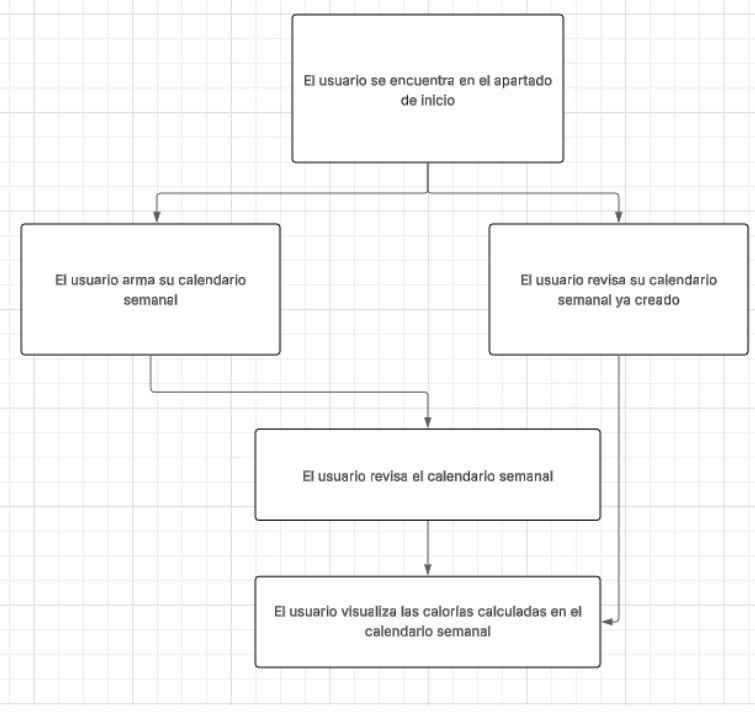 El usuario se encuentra en el apartado
de inicio
El usuario arma su calendario
semanal
El usuario revisa su calendario
semanal ya creado
El usuario revisa el calendario semanal
El usuario visualiza las calorías calculadas en el
calendario semanal